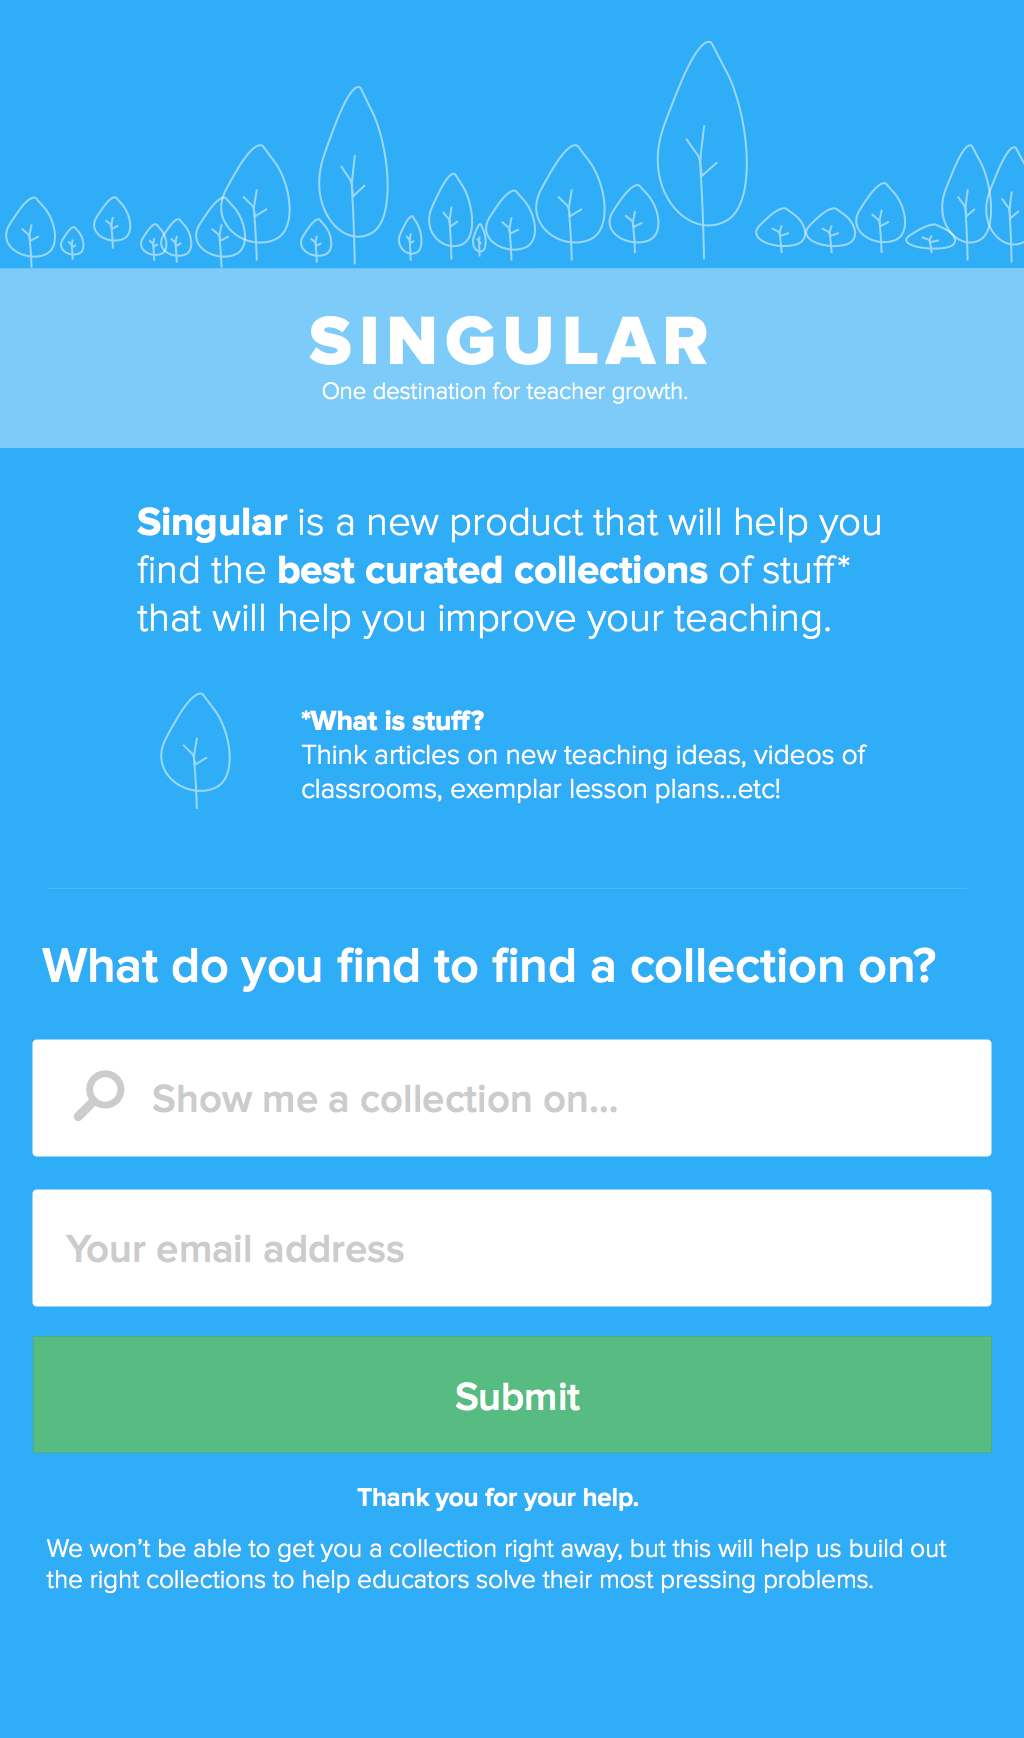 SINGULAR
One destination for teacher growth.
Singular is a new product that will help you
find the best curated collections of stuff*
that will help you improve your teaching.
*What is stuff?
Think articles on new teaching ideas, videos of
classrooms, exemplar lesson plans...etc!
What do you find to find a collection on?
Show me a collection on...
Your email address
Submit
Thank you for your help.
We won’t be able to get you a collection right away, but this will help us build out
the right collections to help educators solve their most pressing problems.